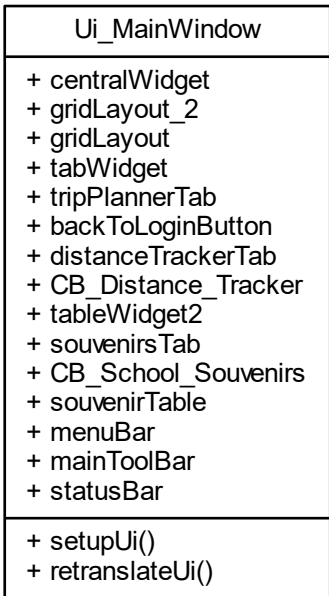 Ui_MainWindow
+ centralWidget
+ gridLayout_2
+ gridLayout
+ tabWidget
+ tripPlannerTab
+ backToLoginButton
+ distanceTrackerTab
+ CB_Distance_Tracker
+ tableWidget2
+ souvenirsTab
+ CB_School_Souvenirs
+ souvenirTable
+ menuBar
+ mainToolBar
+ statusBar
+ setupUi()
+ retranslateUi()